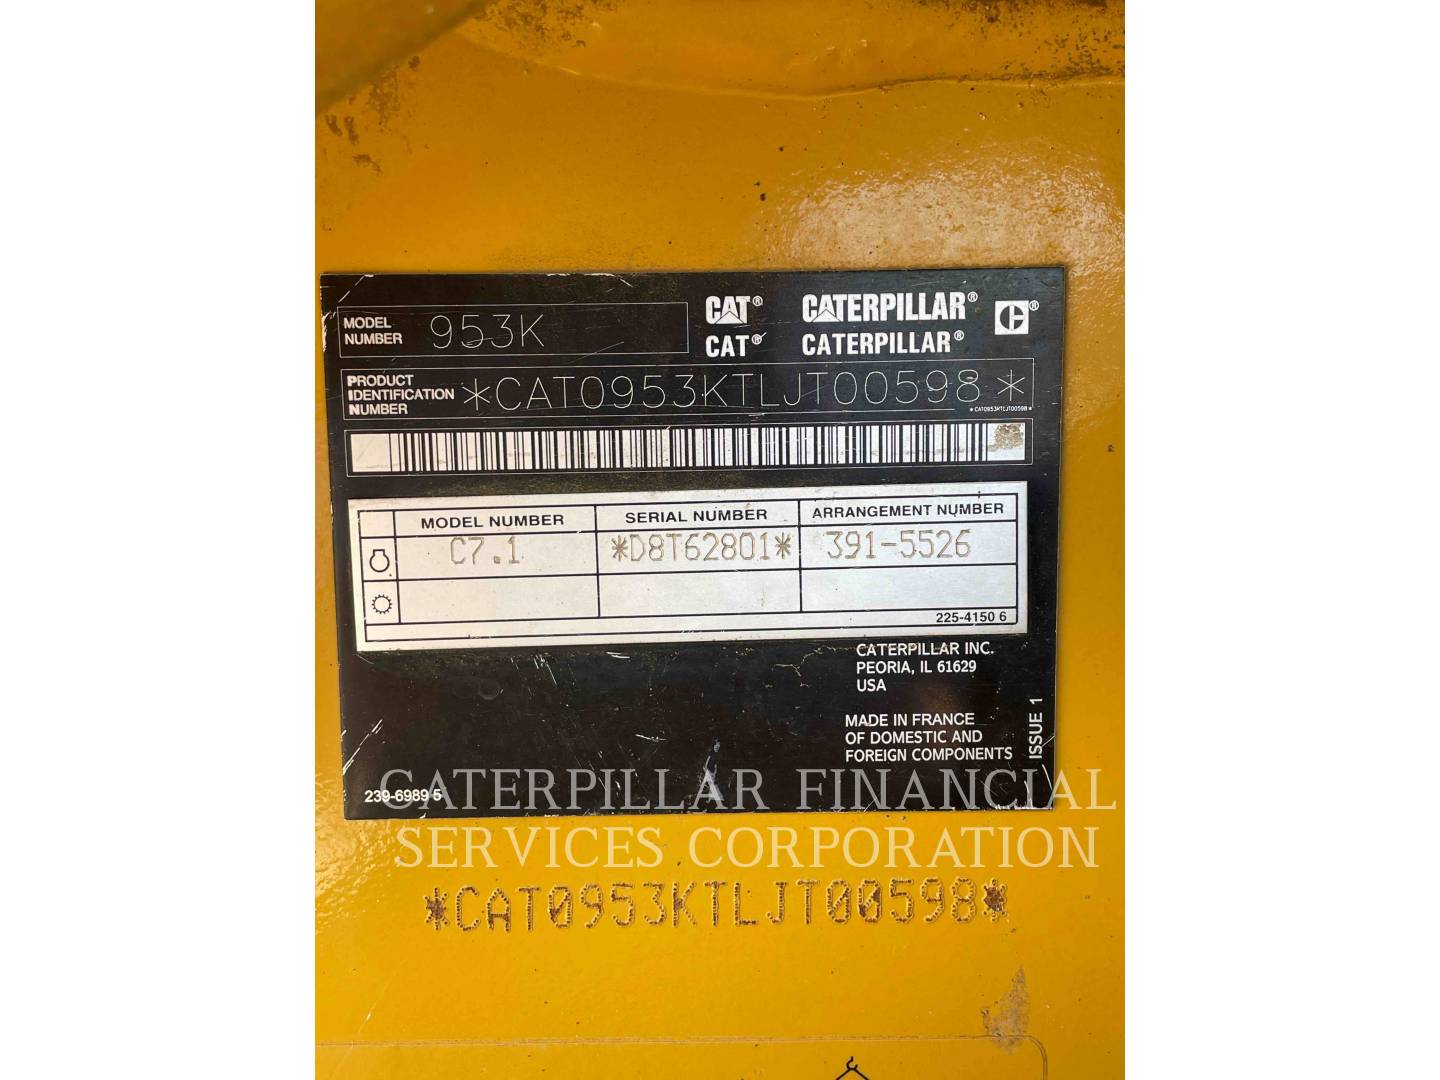 MODEL NUMBER 953K
CAT® CATERPILLAR® C®
CAT® CATERPILLAR®
PRODUCT IDENTIFICATION NUMBER *CAT0953KTLJT00598*
*CAT0953KTLJT00598*
MODEL NUMBER SERIAL NUMBER ARRANGEMENT NUMBER
C7.1 *D8T62801* 391-5526
225-4150 6
CATERPILLAR INC.
PEORIA, IL 61629
USA
MADE IN FRANCE
OF DOMESTIC AND
FOREIGN COMPONENTS
ISSUE 1
239-6989 5
CATERPILLAR FINANCIAL
SERVICES CORPORATION
*CAT0953KTLJT00598*